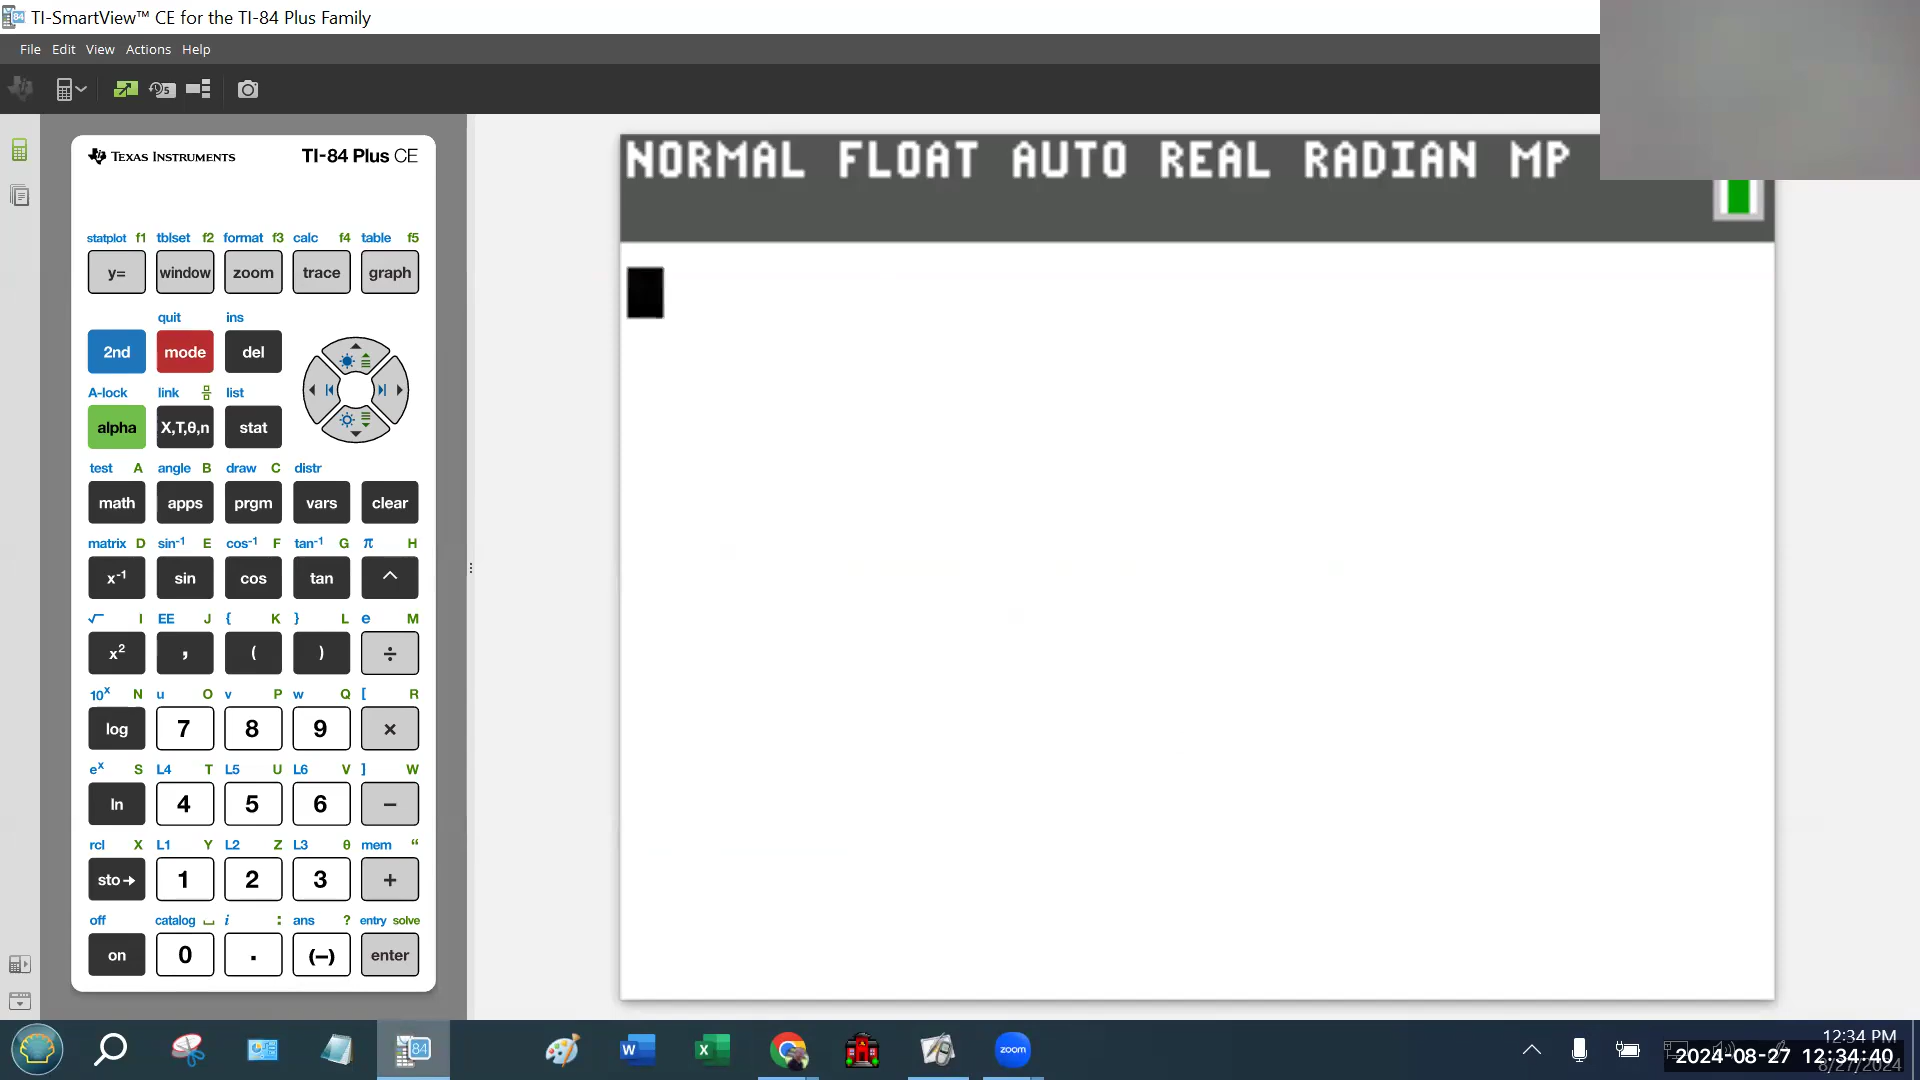 TI-SmartView™ CE for the TI-84 Plus Family
File Edit View Actions Help
NORMAL FLOAT AUTO REAL RADIAN MP
TEXAS INSTRUMENTS TI-84 Plus CE
statplot f1 tblset f2 format f3 calc f4 table f5
y= window zoom trace graph
quit ins
2nd mode del
A-lock link list
alpha X,T,θ,n stat
test A angle B draw C distr
math apps prgm vars clear
matrix D sin⁻¹ E cos⁻¹ F tan⁻¹ G π H
x⁻¹ sin cos tan ^
√ I EE J { K } L e M
x² , ( ) ÷
10ˣ N u O v P w Q [ R
log 7 8 9 ×
eˣ S L4 T L5 U L6 V ] W
ln 4 5 6 −
rcl X L1 Y L2 Z L3 θ mem “
sto→ 1 2 3 +
off catalog ⎵ i : ans ? entry solve
on 0 . (−) enter
84 W X zoom
12:34 PM
2024-08-27 12:34:40
8/27/2024